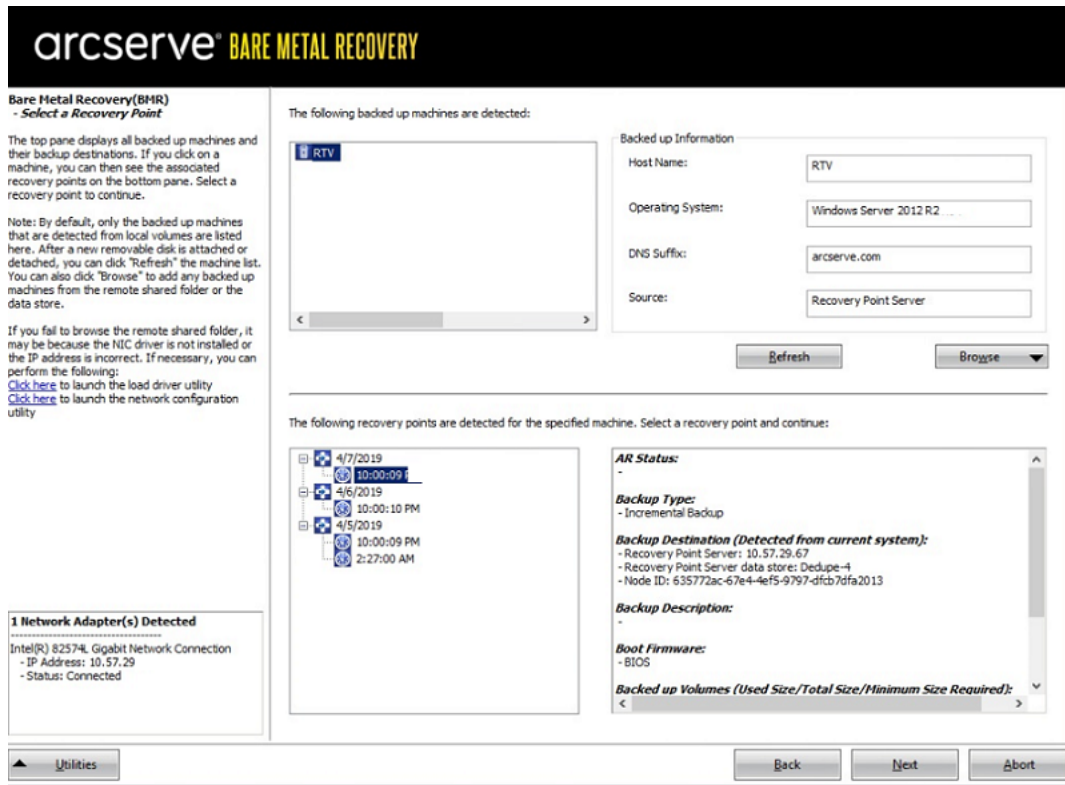 arcserve® BARE METAL RECOVERY
Bare Metal Recovery(BMR)
- Select a Recovery Point
The top pane displays all backed up machines and
their backup destinations. If you click on a
machine, you can then see the associated
recovery points on the bottom pane. Select a
recovery point to continue.
Note: By default, only the backed up machines
that are detected from local volumes are listed
here. After a new removable disk is attached or
detached, you can click "Refresh" the machine list.
You can also click "Browse" to add any backed up
machines from the remote shared folder or the
data store.
If you fail to browse the remote shared folder, it
may be because the NIC driver is not installed or
the IP address is incorrect. If necessary, you can
perform the following:
Click here to launch the load driver utility
Click here to launch the network configuration
utility
1 Network Adapter(s) Detected
------------------------------------
Intel(R) 82574L Gigabit Network Connection
- IP Address: 10.57.29
- Status: Connected
The following backed up machines are detected:
RTV
Backed up Information
Host Name: RTV
Operating System: Windows Server 2012 R2
DNS Suffix: arcserve.com
Source: Recovery Point Server
Refresh
Browse
The following recovery points are detected for the specified machine. Select a recovery point and continue:
4/7/2019
10:00:09
4/6/2019
10:00:10 PM
4/5/2019
10:00:09 PM
2:27:00 AM
AR Status:
-
Backup Type:
- Incremental Backup
Backup Destination (Detected from current system):
- Recovery Point Server: 10.57.29.67
- Recovery Point Server data store: Dedupe-4
- Node ID: 635772ac-67e4-4ef5-9797-dfcb7dfa2013
Backup Description:
-
Boot Firmware:
- BIOS
Backed up Volumes (Used Size/Total Size/Minimum Size Required):
Utilities
Back
Next
Abort